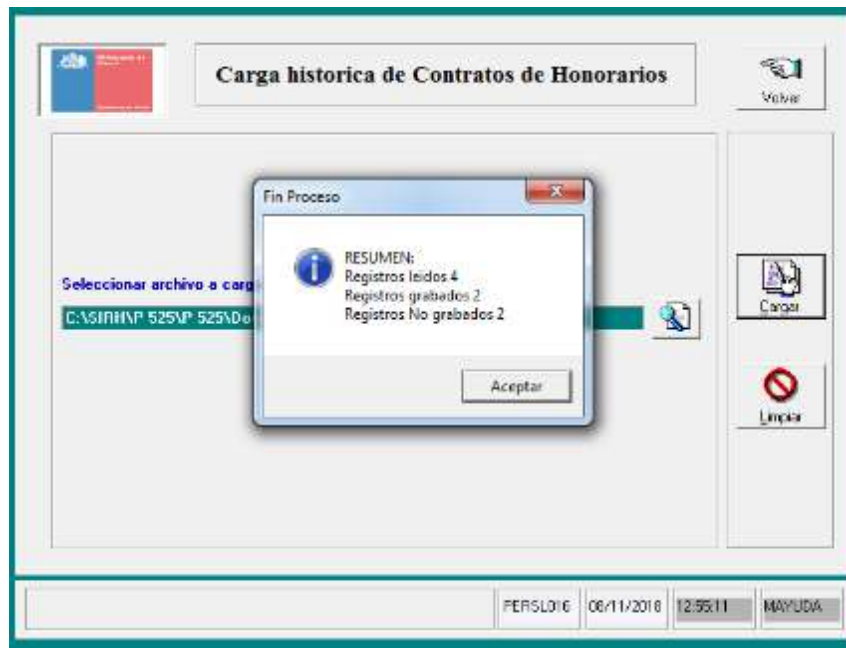 Carga historica de Contratos de Honorarios
Volver
Fin Proceso
RESUMEN:
Registros leidos 4
Registros grabados 2
Registros No grabados 2
Seleccionar archivo a carg
C:\SIRH\P 525\P 525\Do
Cargar
Aceptar
Limpiar
PERSL016 08/11/2018 12:55:11 MAYUDA